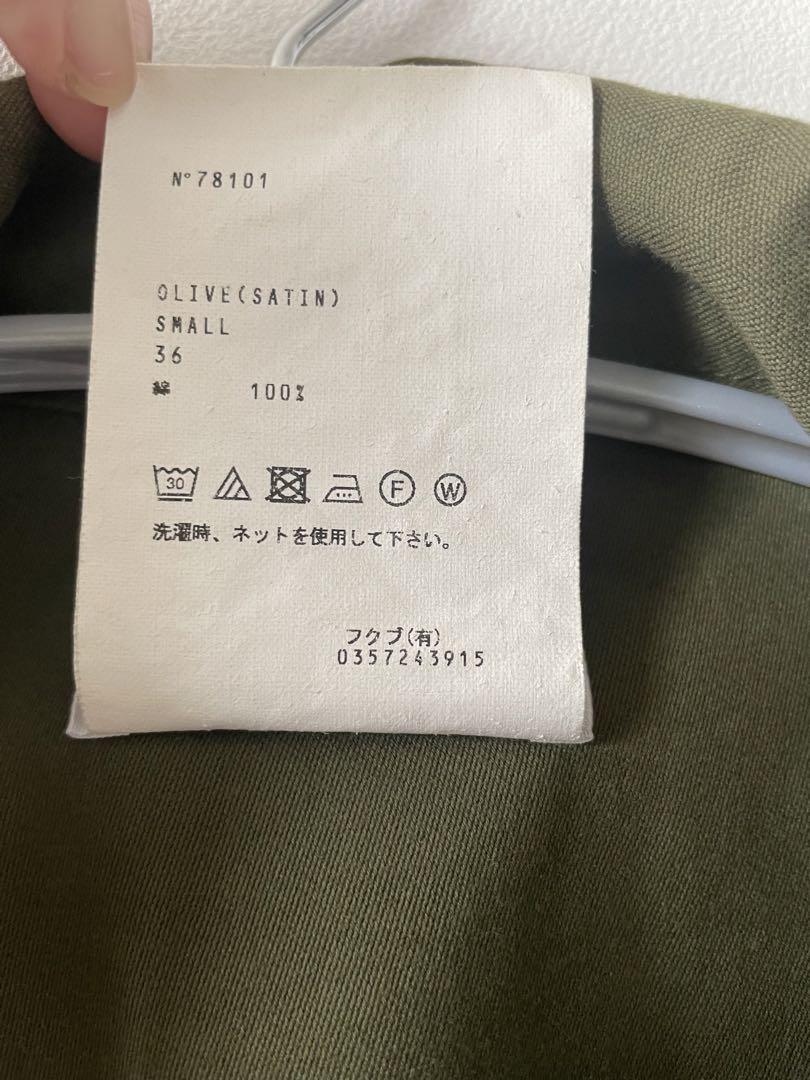 N°78101
OLIVE(SATIN)
SMALL
36
綿 100%
30 F W
洗濯時、ネットを使用して下さい。
フクブ(有)
0357243915